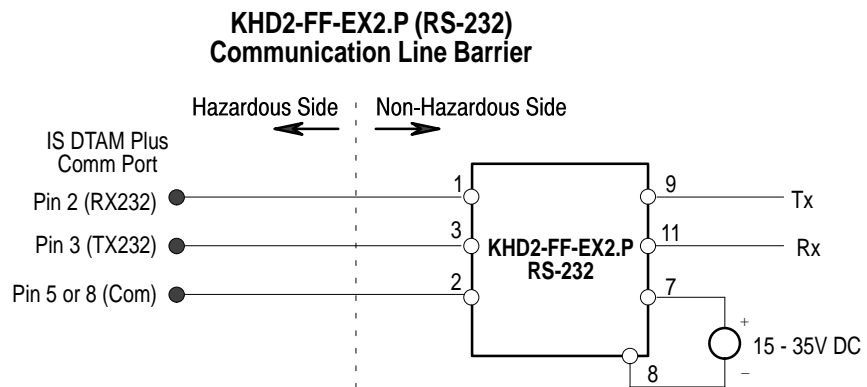 KHD2-FF-EX2.P (RS-232)
Communication Line Barrier
Hazardous Side
Non-Hazardous Side
IS DTAM Plus
Comm Port
Pin 2 (RX232)
1
9
Tx
Pin 3 (TX232)
3
11
Rx
KHD2-FF-EX2.P
RS-232
Pin 5 or 8 (Com)
2
7
+
15 - 35V DC
–
8